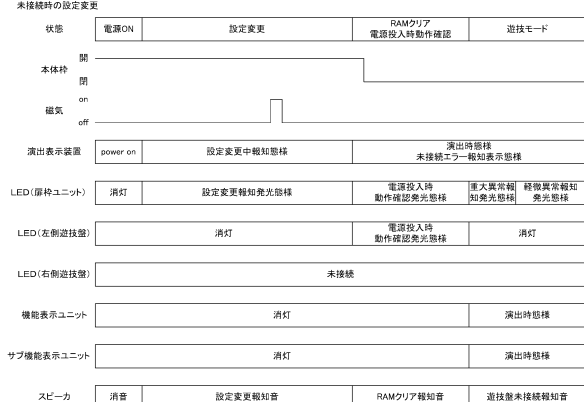 未接続時の設定変更
状態 電源ON 設定変更 RAMクリア 電源投入時動作確認 遊技モード
本体枠 開 閉
磁気 on off
演出表示装置 power on 設定変更中報知態様 演出時態様 未接続エラー報知表示態様
LED(扉枠ユニット) 消灯 設定変更報知発光態様 電源投入時 動作確認発光態様 重大異常報知発光態様 軽微異常報知発光態様
LED(左側遊技盤) 消灯 電源投入時 動作確認発光態様 消灯
LED(右側遊技盤) 未接続
機能表示ユニット 消灯 演出時態様
サブ機能表示ユニット 消灯 演出時態様
スピーカ 消音 設定変更報知音 RAMクリア報知音 遊技盤未接続報知音